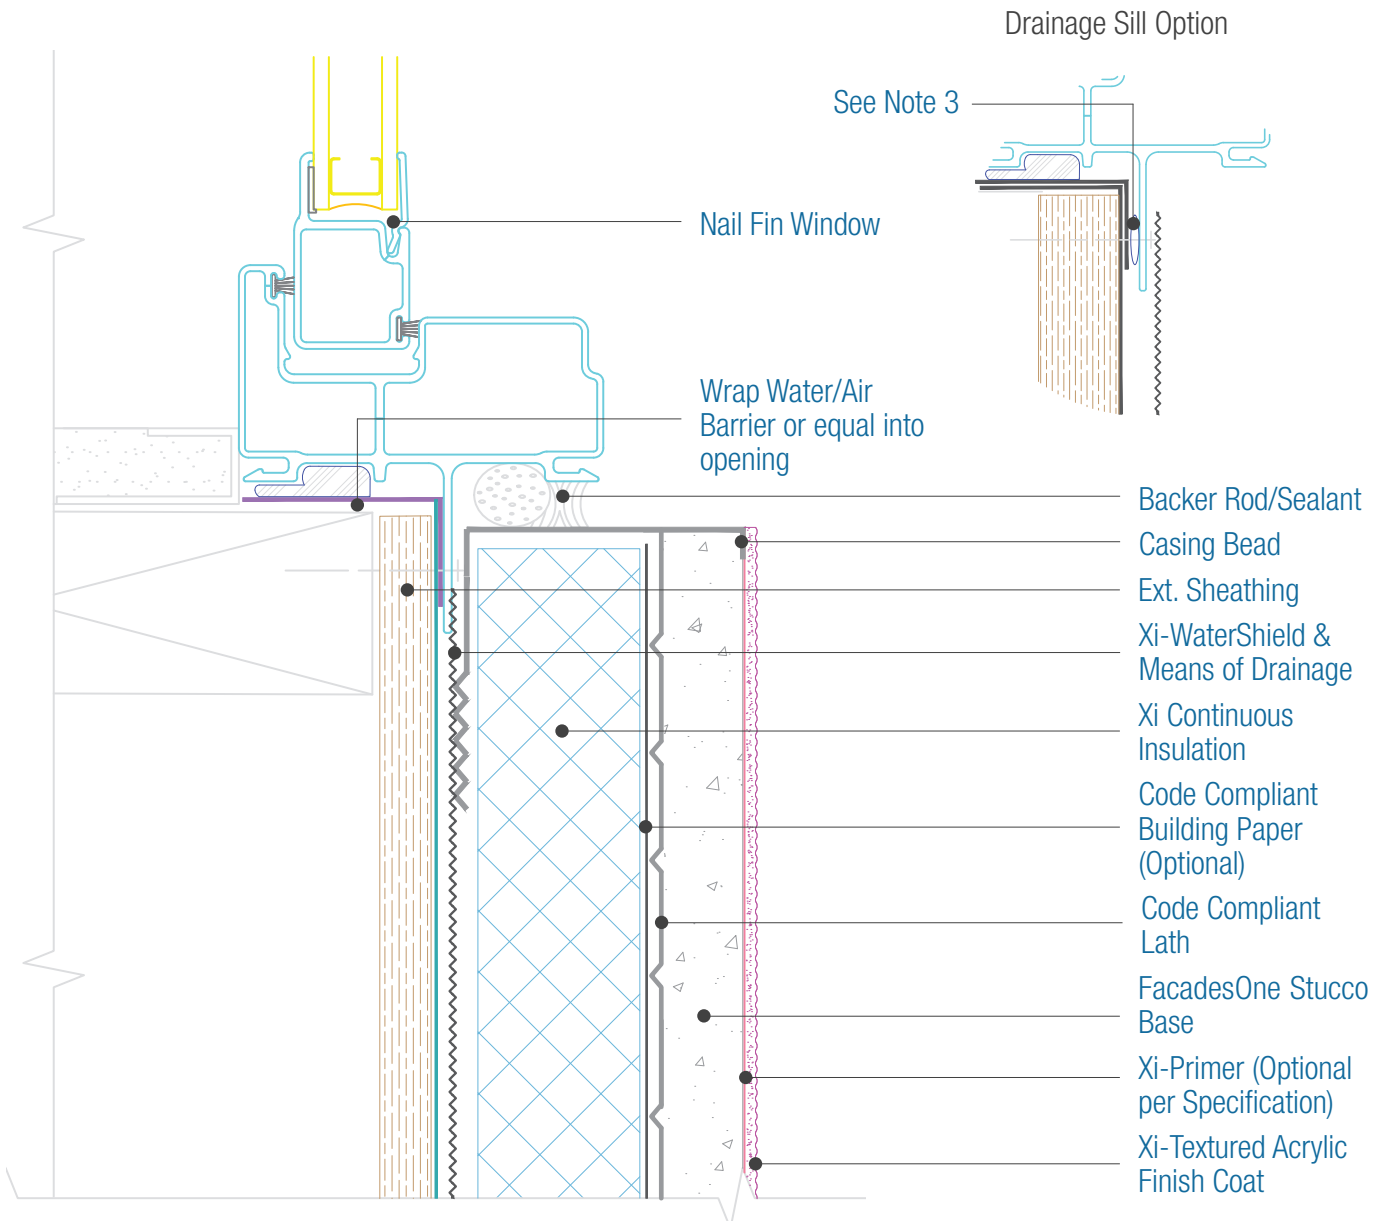 Drainage Sill Option
See Note 3
Nail Fin Window
Wrap Water/Air
Barrier or equal into
opening
Backer Rod/Sealant
Casing Bead
Ext. Sheathing
Xi-WaterShield &
Means of Drainage
Xi Continuous
Insulation
Code Compliant
Building Paper
(Optional)
Code Compliant
Lath
FacadesOne Stucco
Base
Xi-Primer (Optional
per Specification)
Xi-Textured Acrylic
Finish Coat